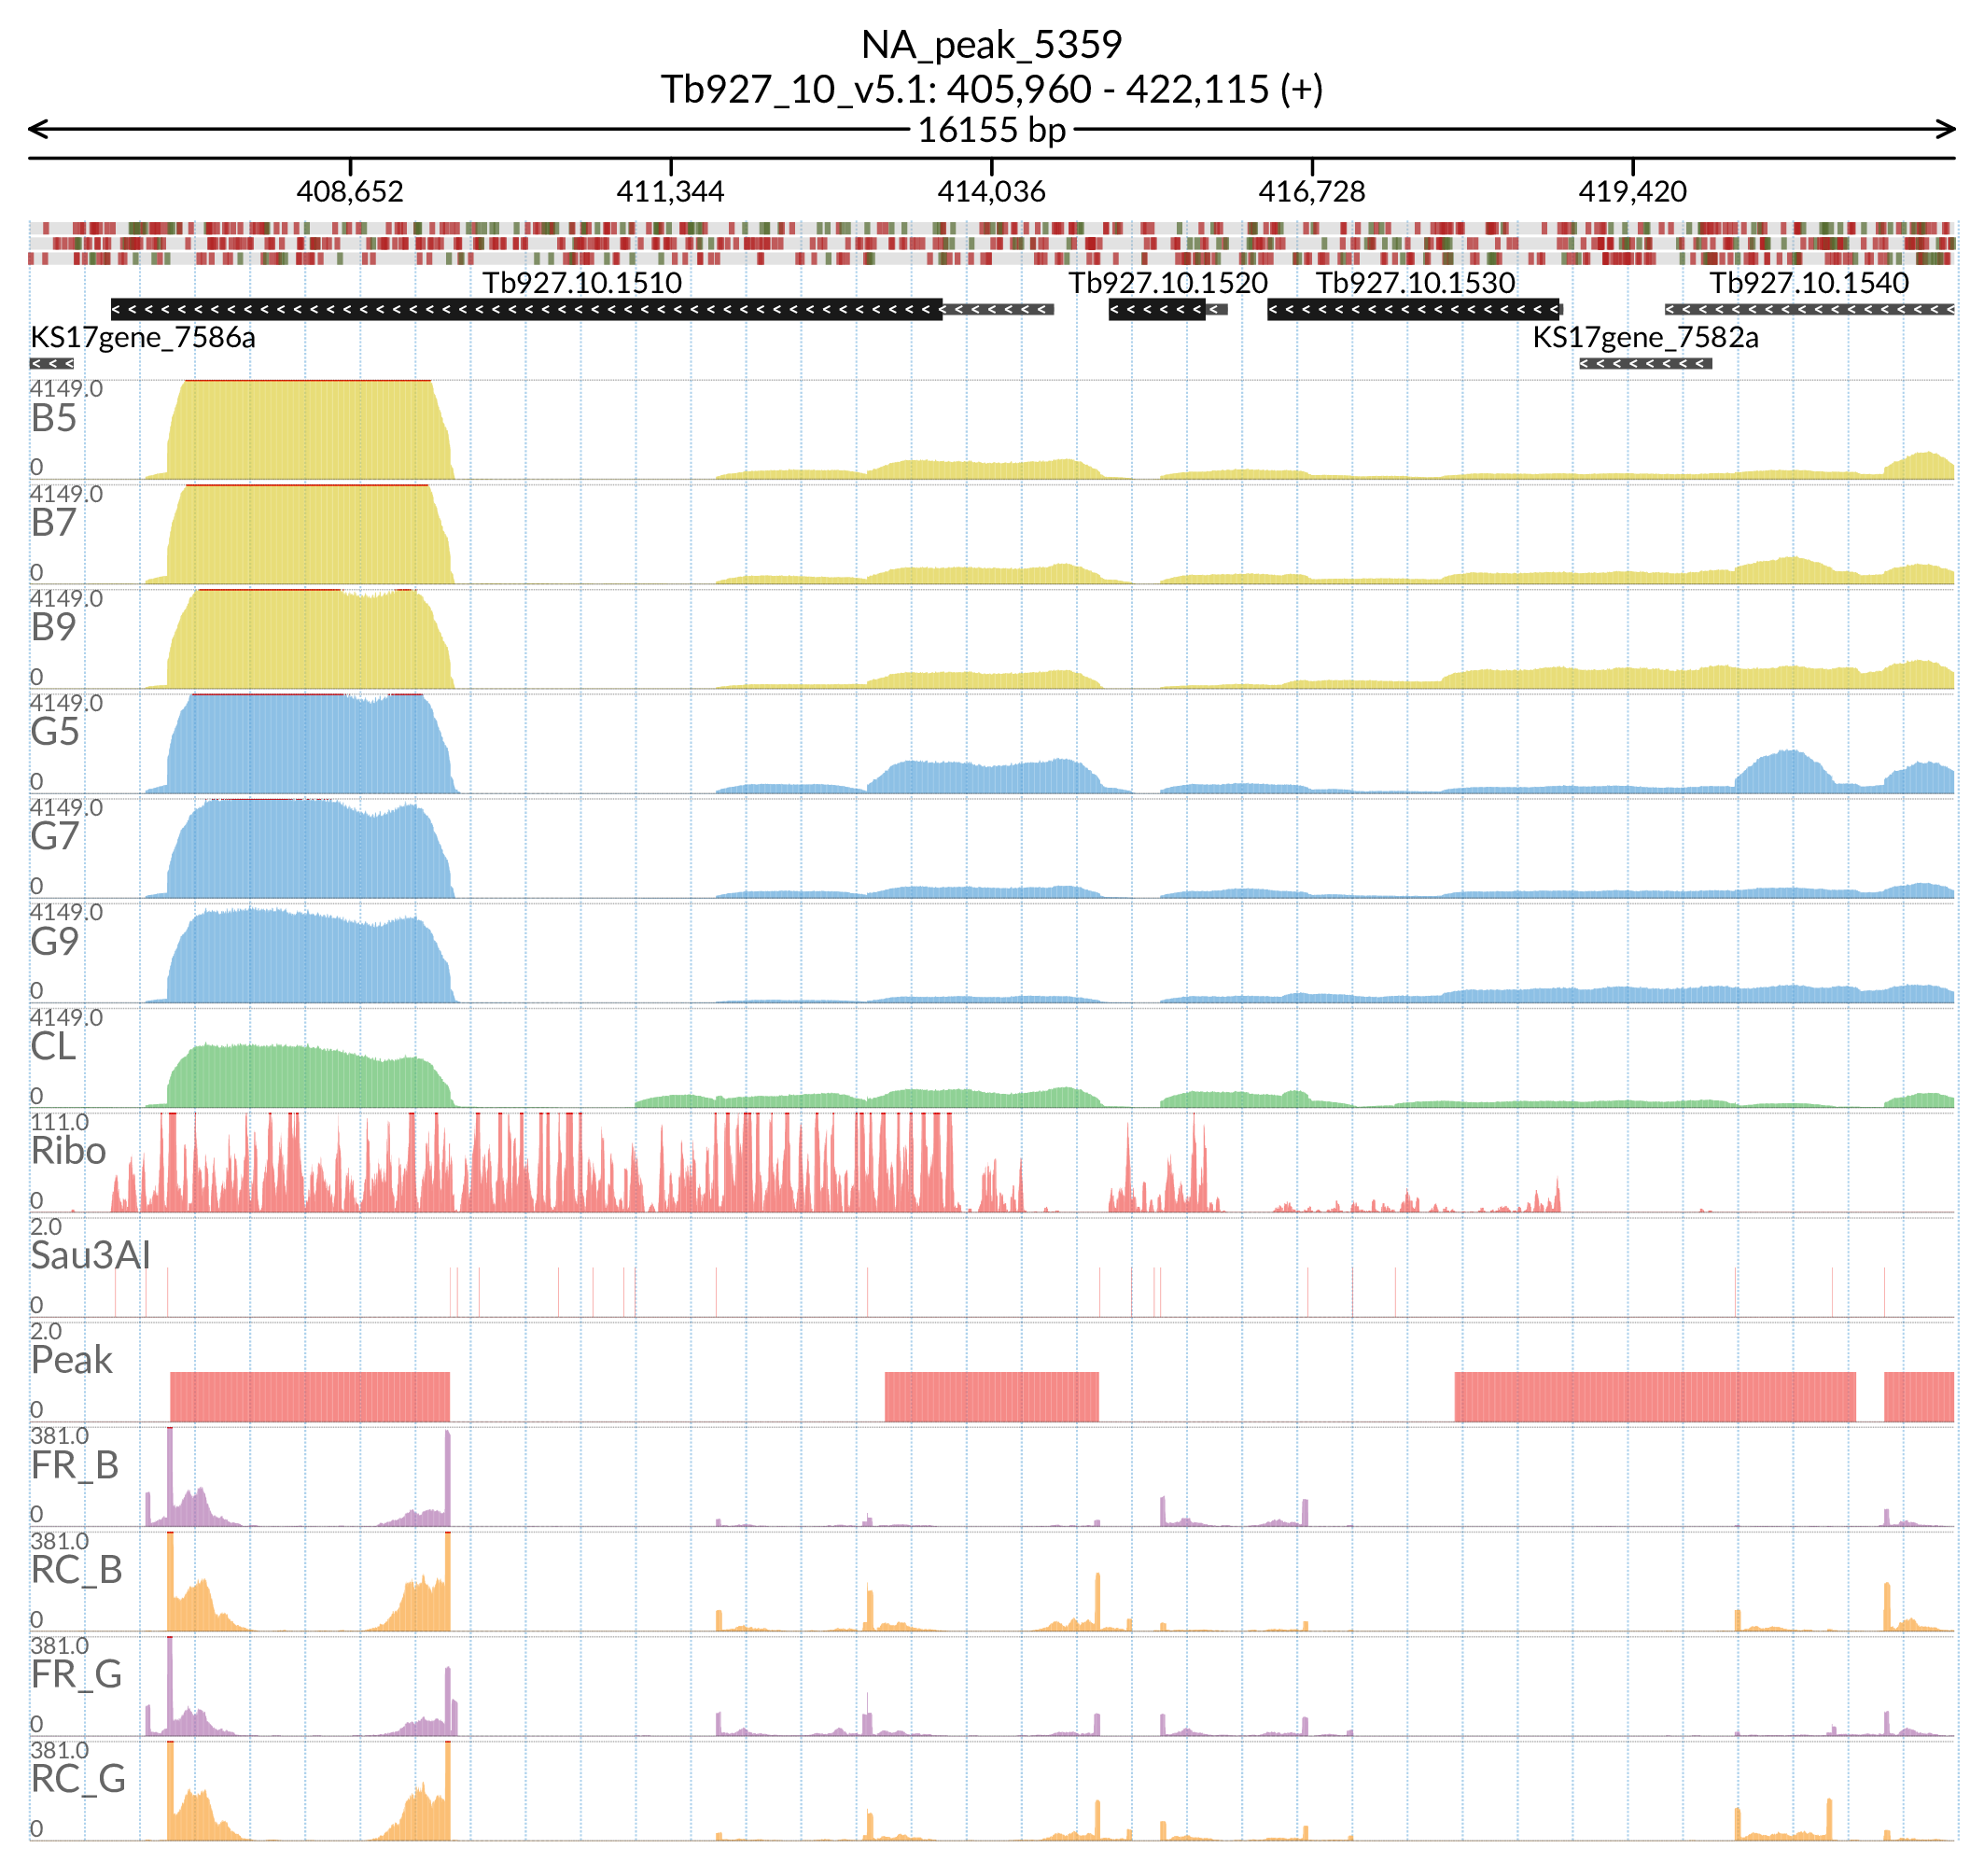 NA_peak_5359
Tb927_10_v5.1: 405,960 - 422,115 (+)
16155 bp
408,652 411,344 414,036 416,728 419,420
Tb927.10.1510 Tb927.10.1520 Tb927.10.1530 Tb927.10.1540
KS17gene_7586a KS17gene_7582a
4149.0
B5
0
4149.0
B7
0
4149.0
B9
0
4149.0
G5
0
4149.0
G7
0
4149.0
G9
0
4149.0
CL
0
111.0
Ribo
0
2.0
Sau3AI
0
2.0
Peak
0
381.0
FR_B
0
381.0
RC_B
0
381.0
FR_G
0
381.0
RC_G
0